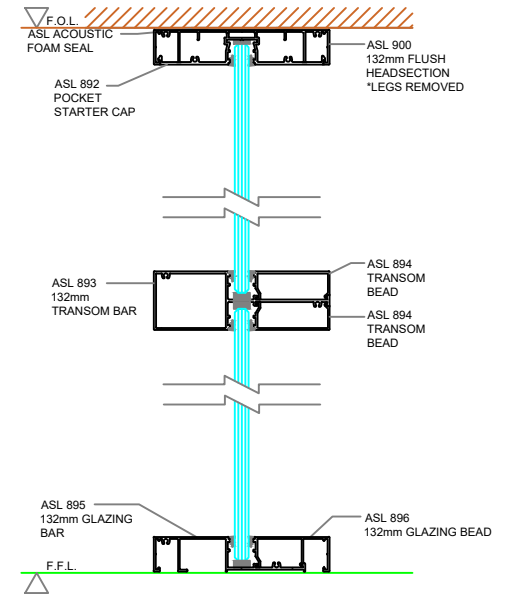 F.O.L.
ASL ACOUSTIC
FOAM SEAL
ASL 892
POCKET
STARTER CAP
ASL 900
132mm FLUSH
HEADSECTION
*LEGS REMOVED
ASL 893
132mm
TRANSOM BAR
ASL 894
TRANSOM
BEAD
ASL 894
TRANSOM
BEAD
ASL 895
132mm GLAZING
BAR
ASL 896
132mm GLAZING BEAD
F.F.L.